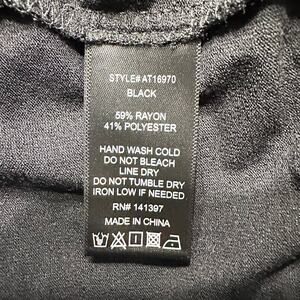 STYLE# AT16970
BLACK
59% RAYON
41% POLYESTER
HAND WASH COLD
DO NOT BLEACH
LINE DRY
DO NOT TUMBLE DRY
IRON LOW IF NEEDED
RN# 141397
MADE IN CHINA